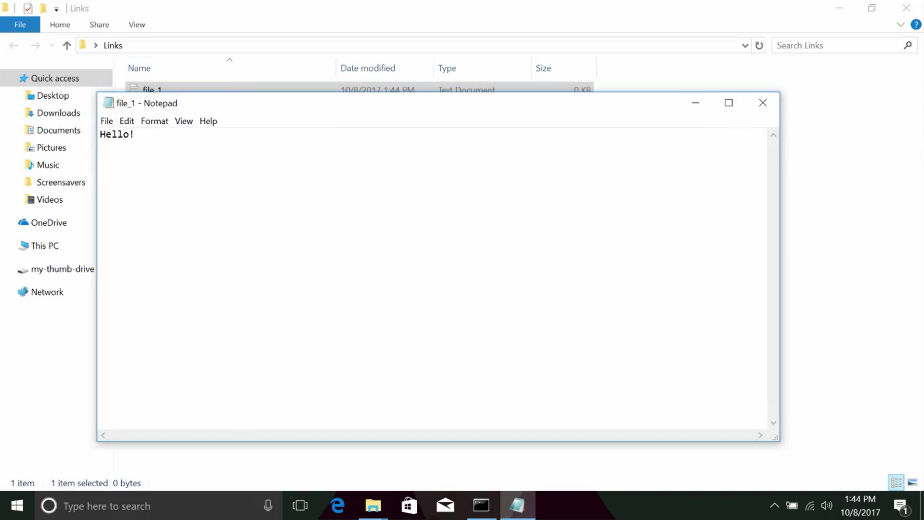 Links
File Home Share View
Links
Search Links
Name Date modified Type Size
file_1 10/8/2017 1:44 PM Text Document 0 KB
file_1 - Notepad
File Edit Format View Help
Hello!
Quick access
Desktop
Downloads
Documents
Pictures
Music
Screensavers
Videos
OneDrive
This PC
my-thumb-drive
Network
1 item 1 item selected 0 bytes
Type here to search
1:44 PM
10/8/2017
1